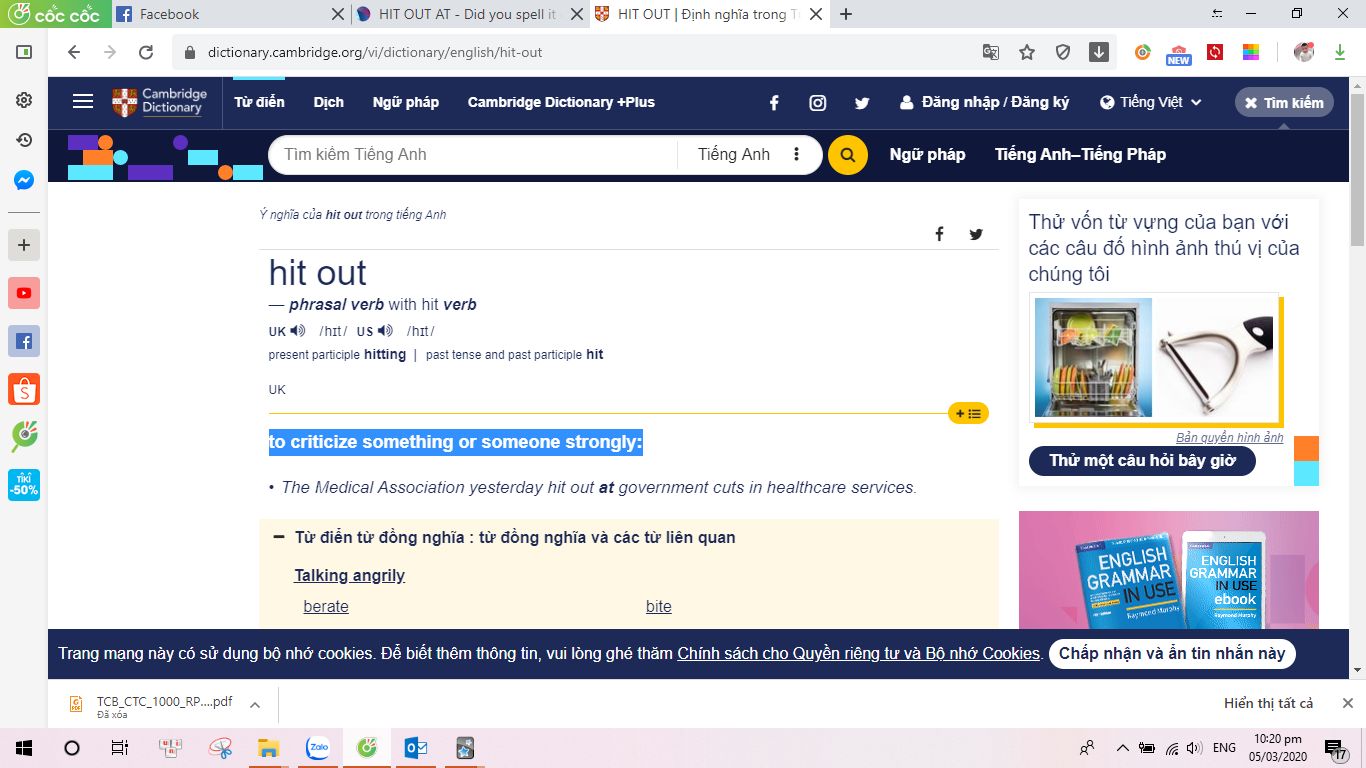 cốc cốc
Facebook
HIT OUT AT - Did you spell it
HIT OUT | Định nghĩa trong T
dictionary.cambridge.org/vi/dictionary/english/hit-out
NEW
Cambridge
Dictionary
Từ điển
Dịch
Ngữ pháp
Cambridge Dictionary +Plus
Đăng nhập / Đăng ký
Tiếng Việt
Tìm kiếm
Tìm kiếm Tiếng Anh
Tiếng Anh
Ngữ pháp
Tiếng Anh–Tiếng Pháp
Ý nghĩa của hit out trong tiếng Anh
hit out
— phrasal verb with hit verb
UK /hɪt/ US /hɪt/
present participle hitting | past tense and past participle hit
UK
to criticize something or someone strongly:
• The Medical Association yesterday hit out at government cuts in healthcare services.
Từ điển từ đồng nghĩa : từ đồng nghĩa và các từ liên quan
Talking angrily
berate
bite
Thử vốn từ vựng của bạn với
các câu đố hình ảnh thú vị của
chúng tôi
Bản quyền hình ảnh
Thử một câu hỏi bây giờ
ENGLISH
GRAMMAR
IN USE
Raymond Murphy
ENGLISH
GRAMMAR
IN USE
ebook
Raymond Murphy
TIKI
-50%
Trang mạng này có sử dụng bộ nhớ cookies. Để biết thêm thông tin, vui lòng ghé thăm Chính sách cho Quyền riêng tư và Bộ nhớ Cookies.
Chấp nhận và ẩn tin nhắn này
TCB_CTC_1000_RP....pdf
Đã xóa
Hiển thị tất cả
Zalo
ENG
10:20 pm
05/03/2020
17